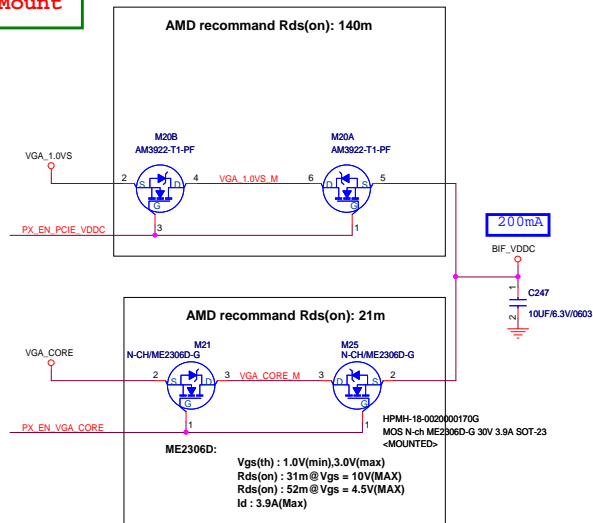 Mount
AMD recommand Rds(on): 140m
M20B
AM3922-T1-PF
M20A
AM3922-T1-PF
VGA_1.0VS
2
S
D
G
4
VGA_1.0VS_M
6
D
S
G
5
PX_EN_PCIE_VDDC
3
1
200mA
BIF_VDDC
1
2
C247
10UF/6.3V/0603
AMD recommand Rds(on): 21m
M21
N-CH/ME2306D-G
M25
N-CH/ME2306D-G
VGA_CORE
2
S
D
G
3
VGA_CORE_M
3
D
S
G
2
PX_EN_VGA_CORE
1
1
HPMH-18-0020000170G
MOS N-ch ME2306D-G 30V 3.9A SOT-23
<MOUNTED>
ME2306D:
Vgs(th) : 1.0V(min),3.0V(max)
Rds(on) : 31m@Vgs = 10V(MAX)
Rds(on) : 52m@Vgs = 4.5V(MAX)
Id : 3.9A(Max)